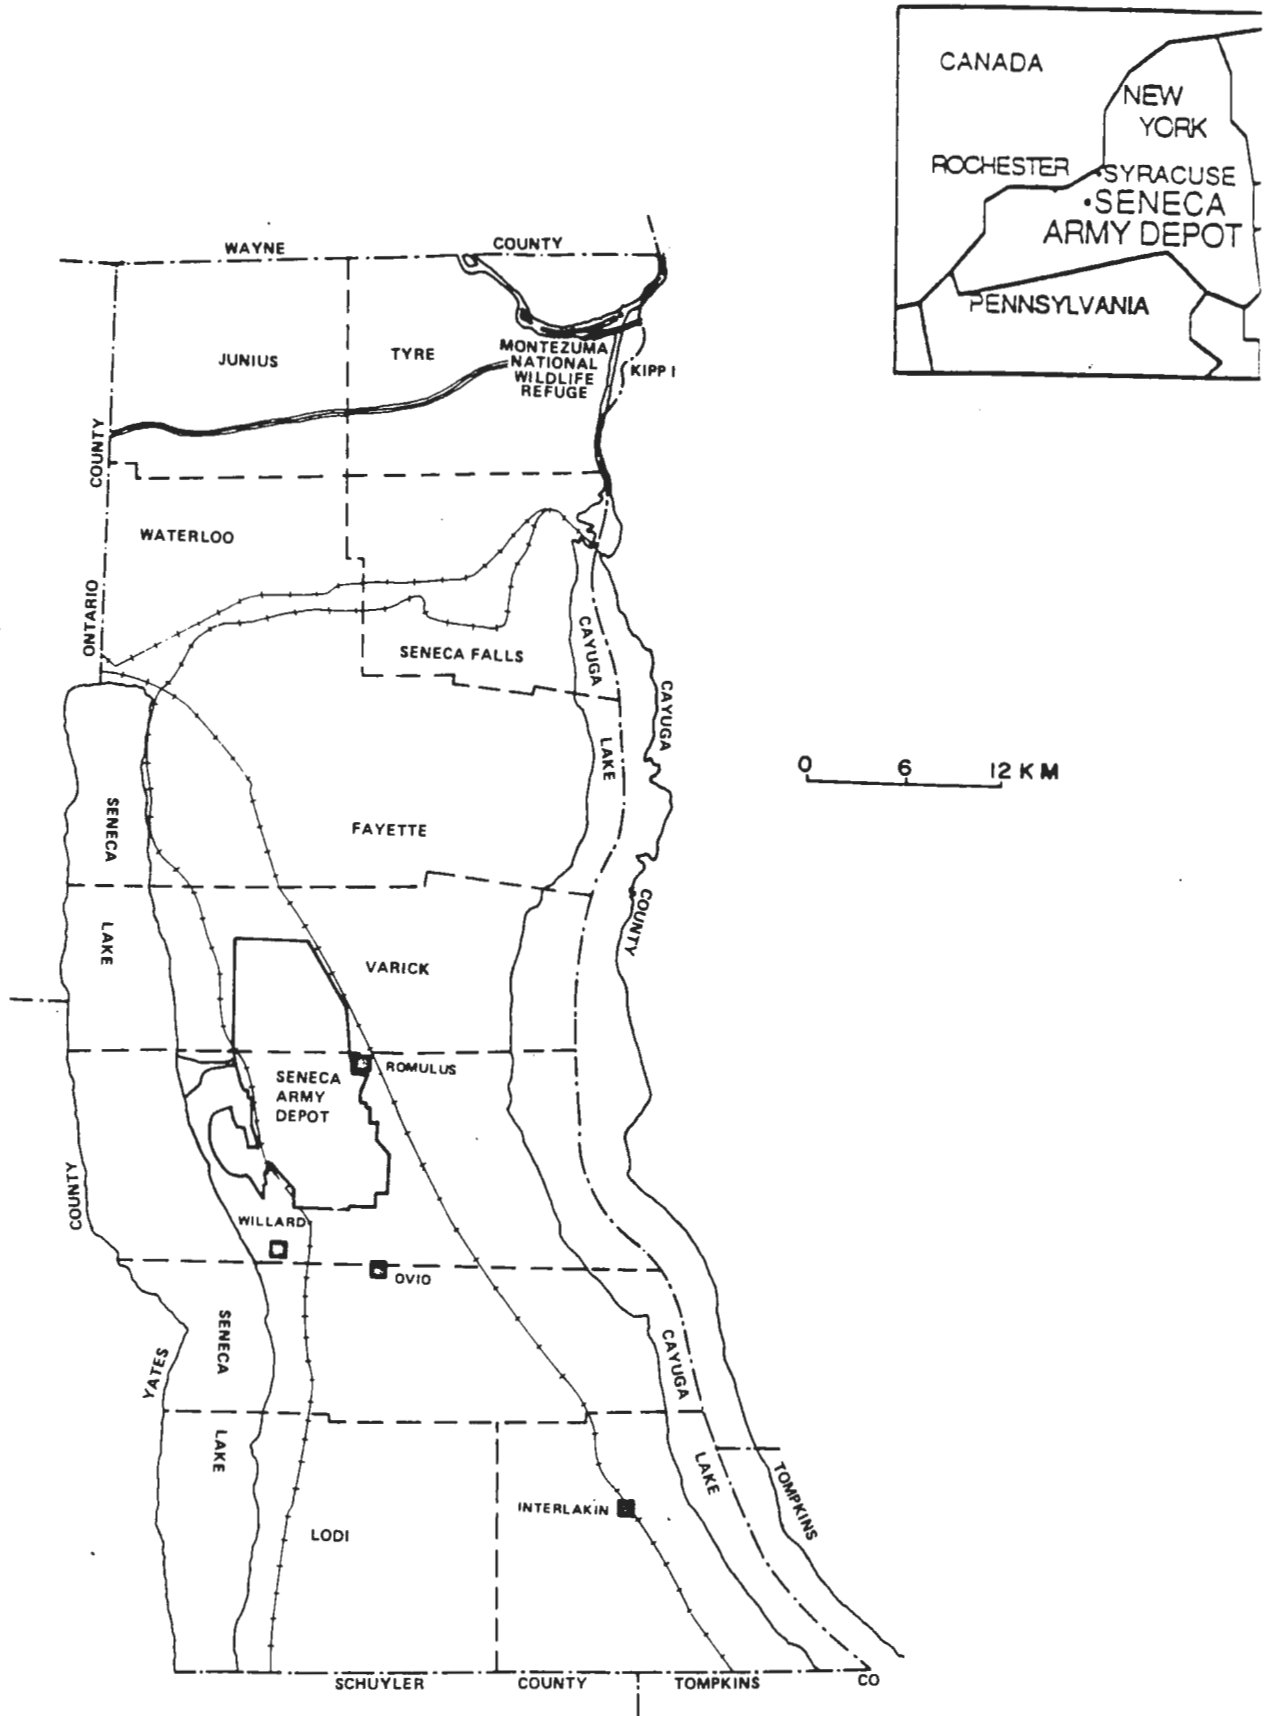 CANADA
NEW
YORK
ROCHESTER
SYRACUSE
SENECA
ARMY DEPOT
PENNSYLVANIA
WAYNE
COUNTY
JUNIUS
TYRE
MONTEZUMA
NATIONAL
WILDLIFE
REFUGE
KIPP I
COUNTY
ONTARIO
WATERLOO
SENECA FALLS
CAYUGA
LAKE
CAYUGA
COUNTY
0 6 12 KM
SENECA
LAKE
FAYETTE
VARICK
ROMULUS
SENECA
ARMY
DEPOT
COUNTY
YATES
WILLARD
OVIO
SENECA
LAKE
CAYUGA
LAKE
TOMPKINS
INTERLAKIN
LODI
SCHUYLER
COUNTY
TOMPKINS
CO